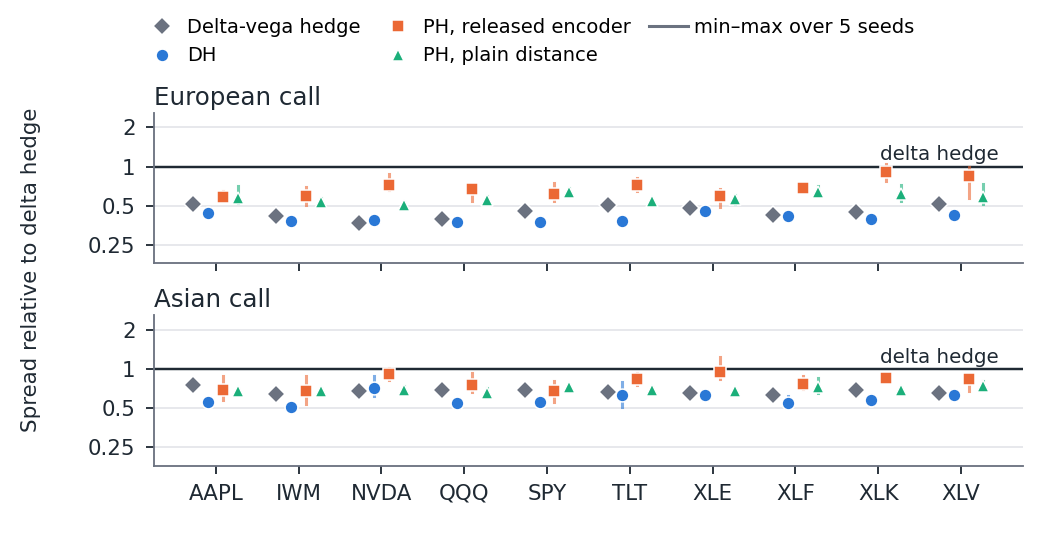 Delta-vega hedge
PH, released encoder
min–max over 5 seeds
DH
PH, plain distance
Spread relative to delta hedge
European call
2
1
0.5
0.25
delta hedge
Asian call
2
1
0.5
0.25
delta hedge
AAPL IWM NVDA QQQ SPY TLT XLE XLF XLK XLV